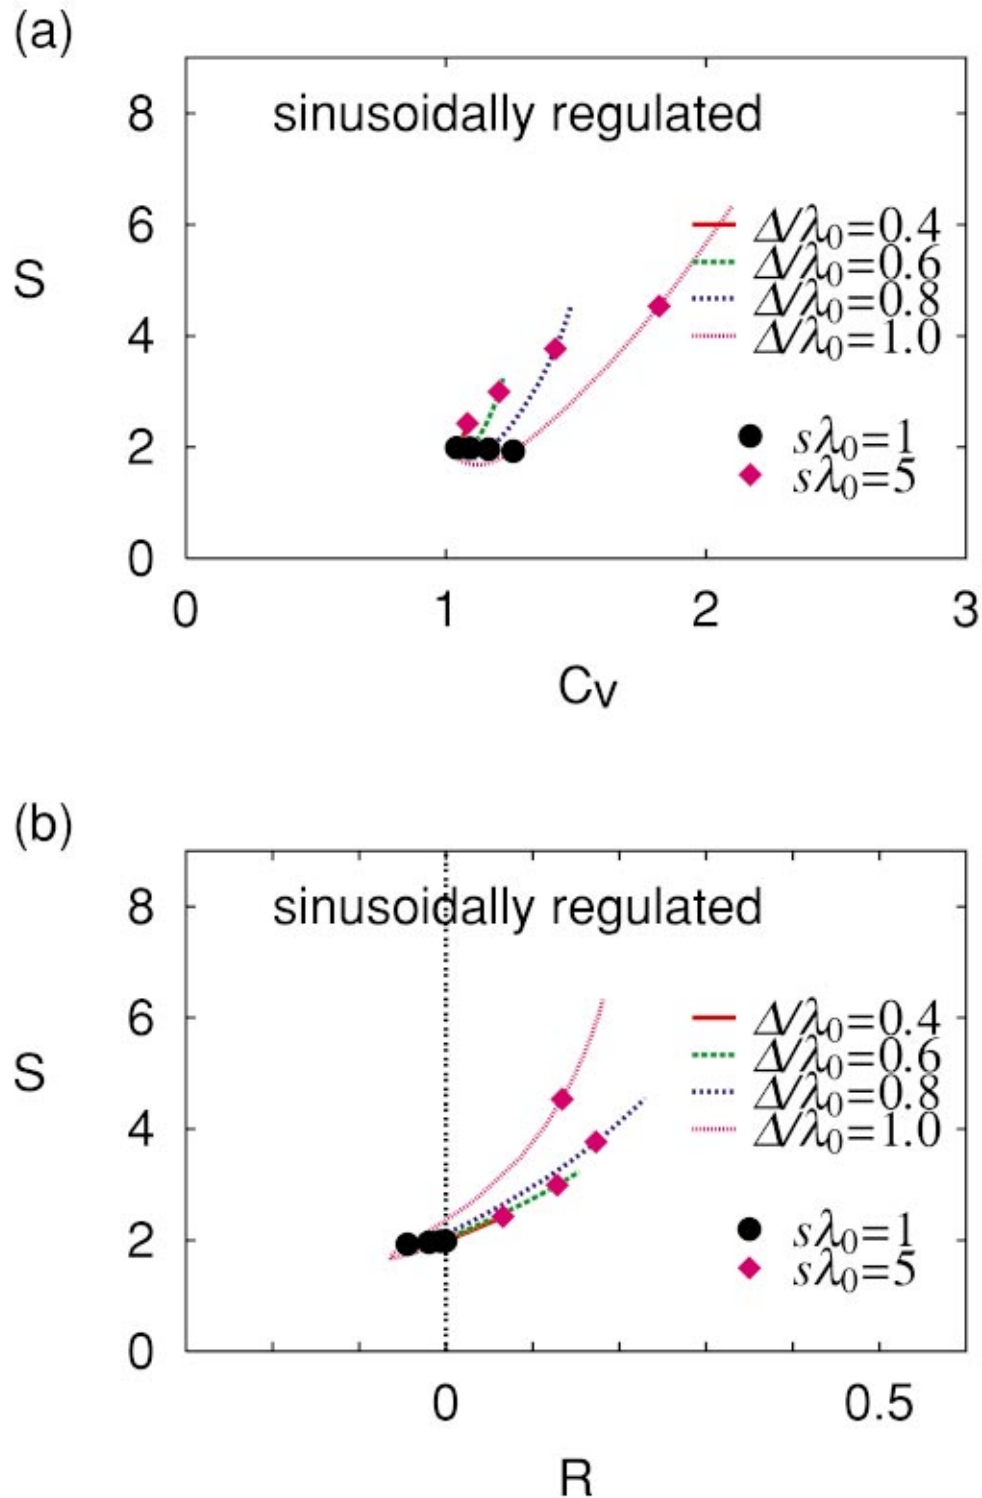 (a)
8
sinusoidally regulated
6
Δ/λ0=0.4
Δ/λ0=0.6
S
Δ/λ0=0.8
4
Δ/λ0=1.0
2
sλ0=1
sλ0=5
0
0 1 2 3
Cv
(b)
8
sinusoidally regulated
6
Δ/λ0=0.4
Δ/λ0=0.6
S
Δ/λ0=0.8
4
Δ/λ0=1.0
2
sλ0=1
sλ0=5
0
0 0.5
R